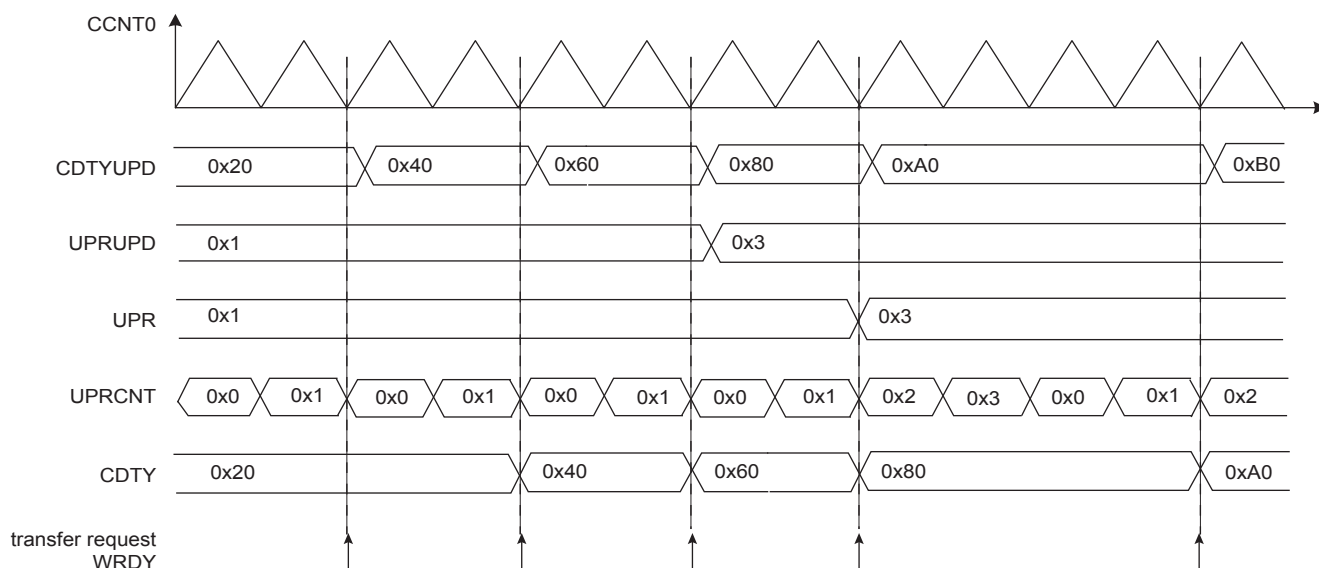 CCNT0
CDTYUPD 0x20 0x40 0x60 0x80 0xA0 0xB0
UPRUPD 0x1 0x3
UPR 0x1 0x3
UPRCNT 0x0 0x1 0x0 0x1 0x0 0x1 0x0 0x1 0x2 0x3 0x0 0x1 0x2
CDTY 0x20 0x40 0x60 0x80 0xA0
transfer request
WRDY